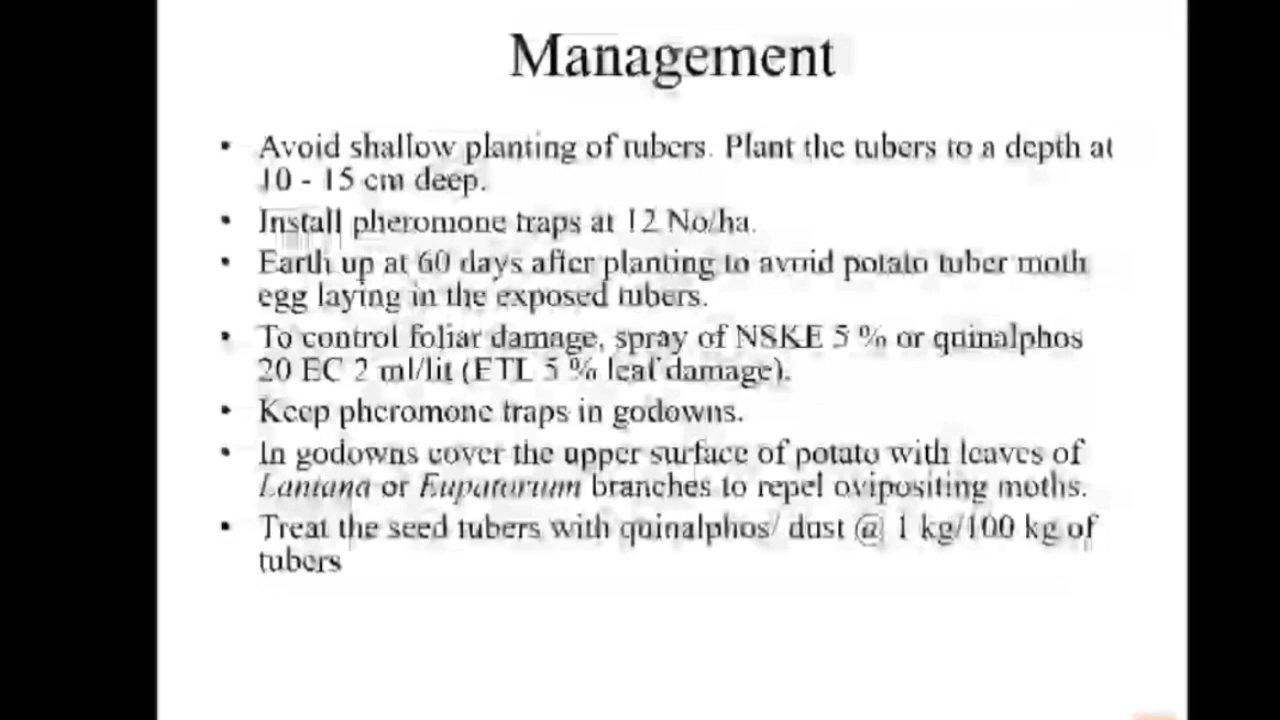 Management
• Avoid shallow planting of tubers. Plant the tubers to a depth at
10 - 15 cm deep.
• Install pheromone traps at 12 No/ha.
• Earth up at 60 days after planting to avoid potato tuber moth
egg laying in the exposed tubers.
• To control foliar damage, spray of NSKE 5 % or quinalphos
20 EC 2 ml/lit (ETL 5 % leaf damage).
• Keep pheromone traps in godowns.
• In godowns cover the upper surface of potato with leaves of
Lantana or Eupatorium branches to repel ovipositing moths.
• Treat the seed tubers with quinalphos/ dust @ 1 kg/100 kg of
tubers